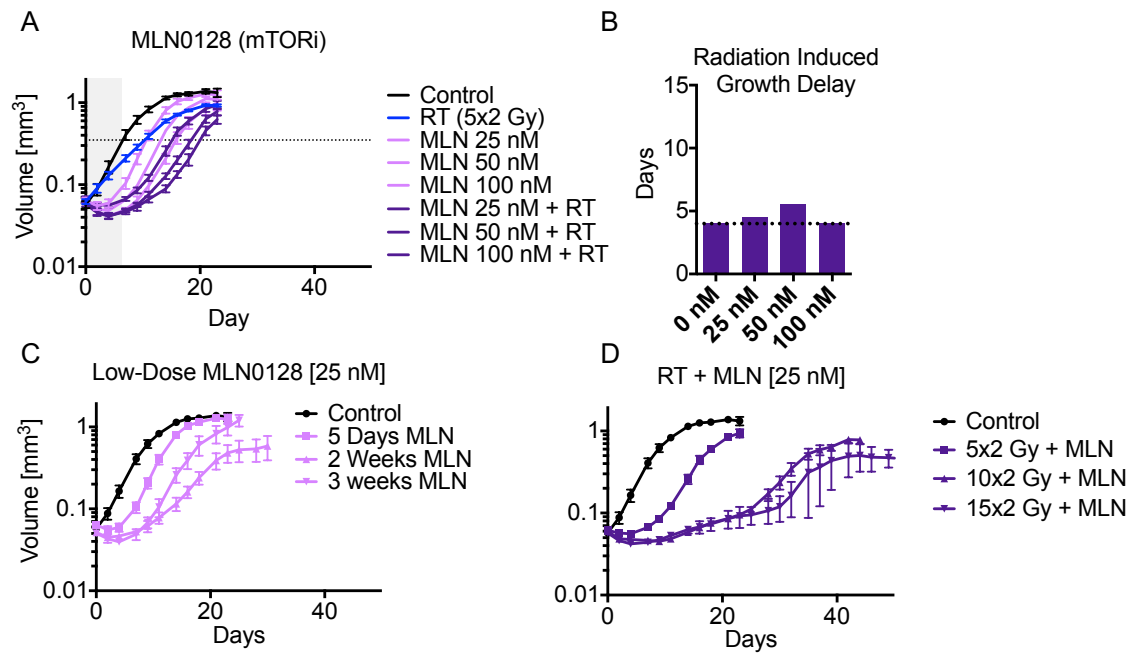 A
MLN0128 (mTORi)
Volume [mm³]
1
0.1
0.01
0
20
40
Day
Control
RT (5x2 Gy)
MLN 25 nM
MLN 50 nM
MLN 100 nM
MLN 25 nM + RT
MLN 50 nM + RT
MLN 100 nM + RT
B
Radiation Induced
Growth Delay
Days
15
10
5
0
0 nM
25 nM
50 nM
100 nM
C
Low-Dose MLN0128 [25 nM]
Volume [mm³]
1
0.1
0.01
0
20
40
Days
Control
5 Days MLN
2 Weeks MLN
3 weeks MLN
D
RT + MLN [25 nM]
Volume [mm³]
1
0.1
0.01
0
20
40
Days
Control
5x2 Gy + MLN
10x2 Gy + MLN
15x2 Gy + MLN